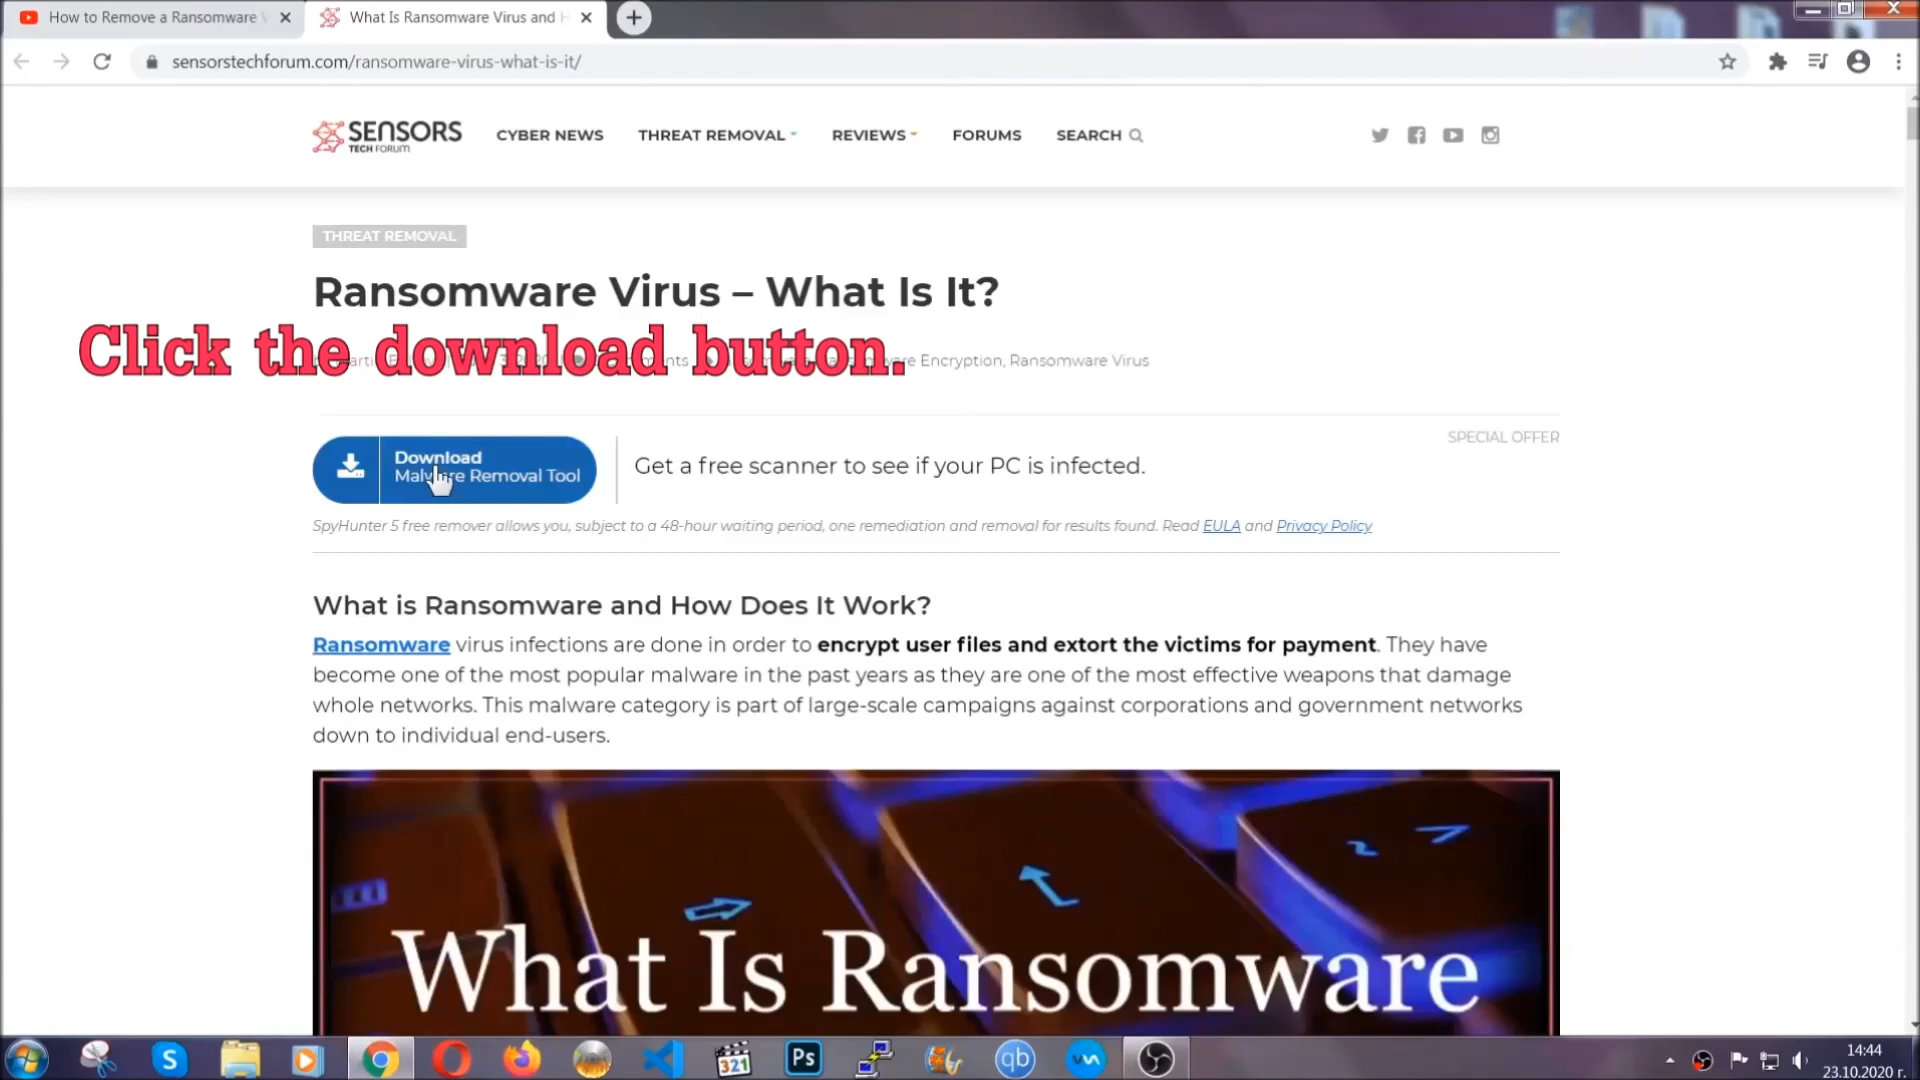 How to Remove a Ransomware V
What Is Ransomware Virus and H
sensorstechforum.com/ransomware-virus-what-is-it/
SENSORS
TECH FORUM
CYBER NEWS
THREAT REMOVAL
REVIEWS
FORUMS
SEARCH
THREAT REMOVAL
Ransomware Virus – What Is It?
Click the download button.
Encryption, Ransomware Virus
SPECIAL OFFER
Download
Malware Removal Tool
Get a free scanner to see if your PC is infected.
SpyHunter 5 free remover allows you, subject to a 48-hour waiting period, one remediation and removal for results found. Read EULA and Privacy Policy
What is Ransomware and How Does It Work?
Ransomware virus infections are done in order to encrypt user files and extort the victims for payment. They have
become one of the most popular malware in the past years as they are one of the most effective weapons that damage
whole networks. This malware category is part of large-scale campaigns against corporations and government networks
down to individual end-users.
What Is Ransomware
S
321
Ps
qb
14:44
23.10.2020 г.